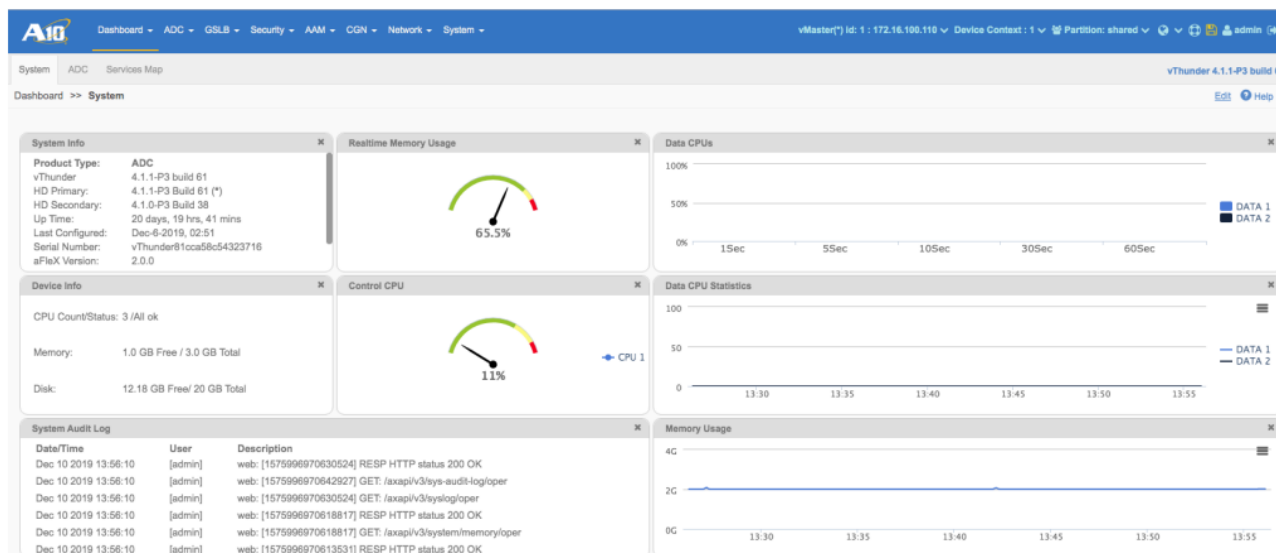 A10
Dashboard ADC GSLB Security AAM CGN Network System
vMaster(*) Id: 1 : 172.16.100.110 Device Context : 1 Partition: shared admin
System ADC Services Map
vThunder 4.1.1-P3 build
Dashboard >> System
Edit Help
System Info
Product Type: ADC
vThunder 4.1.1-P3 build 61
HD Primary: 4.1.1-P3 Build 61 (*)
HD Secondary: 4.1.0-P3 Build 38
Up Time: 20 days, 19 hrs, 41 mins
Last Configured: Dec-6-2019, 02:51
Serial Number: vThunder81cca58c54323716
aFleX Version: 2.0.0
Realtime Memory Usage
65.5%
Data CPUs
100%
50%
0%
1Sec 5Sec 10Sec 30Sec 60Sec
DATA 1
DATA 2
Device Info
CPU Count/Status: 3 /All ok
Memory: 1.0 GB Free / 3.0 GB Total
Disk: 12.18 GB Free/ 20 GB Total
Control CPU
11%
CPU 1
Data CPU Statistics
100
50
0
13:30 13:35 13:40 13:45 13:50 13:55
DATA 1
DATA 2
System Audit Log
Date/Time User Description
Dec 10 2019 13:56:10 [admin] web: [1575996970630524] RESP HTTP status 200 OK
Dec 10 2019 13:56:10 [admin] web: [1575996970642927] GET: /axapi/v3/sys-audit-log/oper
Dec 10 2019 13:56:10 [admin] web: [1575996970630524] GET: /axapi/v3/syslog/oper
Dec 10 2019 13:56:10 [admin] web: [1575996970618817] RESP HTTP status 200 OK
Dec 10 2019 13:56:10 [admin] web: [1575996970618817] GET: /axapi/v3/system/memory/oper
Dec 10 2019 13:56:10 [admin] web: [1575996970613531] RESP HTTP status 200 OK
Memory Usage
4G
2G
0G
13:30 13:35 13:40 13:45 13:50 13:55